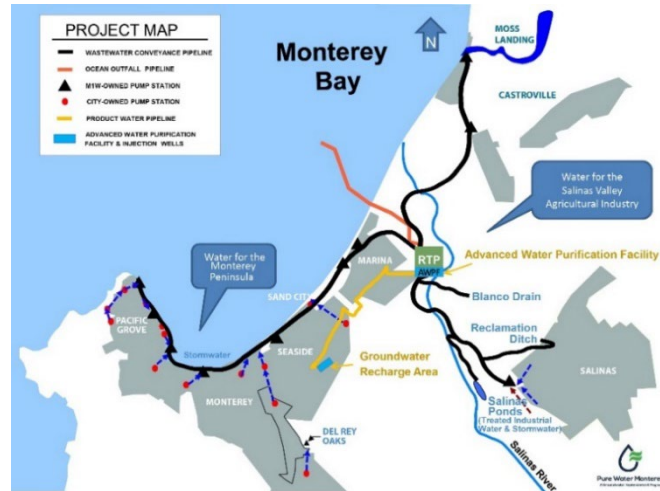 PROJECT MAP
WASTEWATER CONVEYANCE PIPELINE
OCEAN OUTFALL PIPELINE
M1W-OWNED PUMP STATION
CITY-OWNED PUMP STATION
PRODUCT WATER PIPELINE
ADVANCED WATER PURIFICATION
FACILITY & INJECTION WELLS
Monterey
Bay
N
MOSS
LANDING
CASTROVILLE
Water for the
Salinas Valley
Agricultural Industry
Water for the
Monterey
Peninsula
MARINA
RTP
AWPF
Advanced Water Purification Facility
SAND CITY
PACIFIC
GROVE
Stormwater
SEASIDE
Blanco Drain
Reclamation
Ditch
Groundwater
Recharge Area
SALINAS
MONTEREY
Salinas
Ponds
(Treated Industrial
Water & Stormwater)
DEL REY
OAKS
Salinas River
Pure Water Monterey